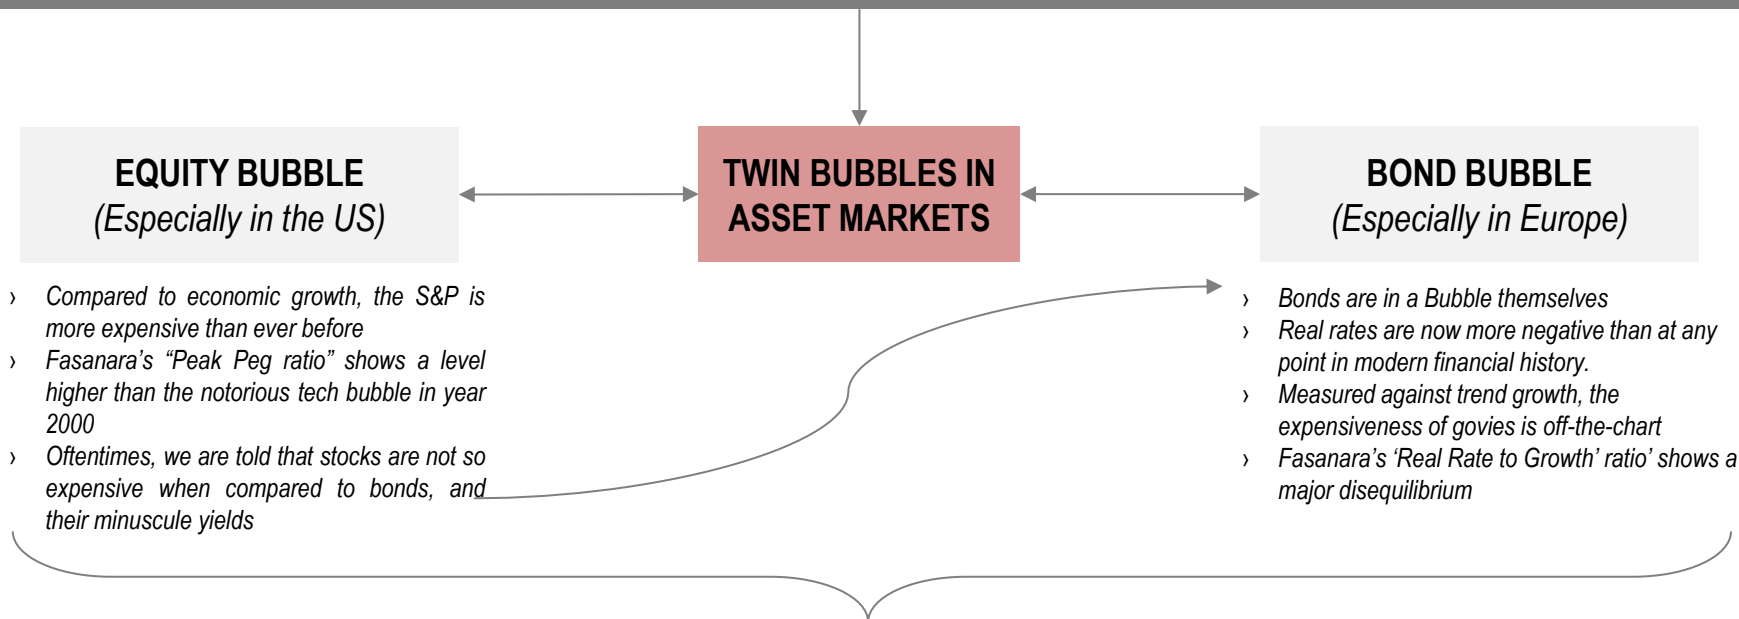 EQUITY BUBBLE
(Especially in the US)
› Compared to economic growth, the S&P is
more expensive than ever before
› Fasanara’s “Peak Peg ratio” shows a level
higher than the notorious tech bubble in year
2000
› Oftentimes, we are told that stocks are not so
expensive when compared to bonds, and
their minuscule yields
TWIN BUBBLES IN
ASSET MARKETS
BOND BUBBLE
(Especially in Europe)
› Bonds are in a Bubble themselves
› Real rates are now more negative than at any
point in modern financial history.
› Measured against trend growth, the
expensiveness of govies is off-the-chart
› Fasanara’s ‘Real Rate to Growth’ ratio’ shows a
major disequilibrium